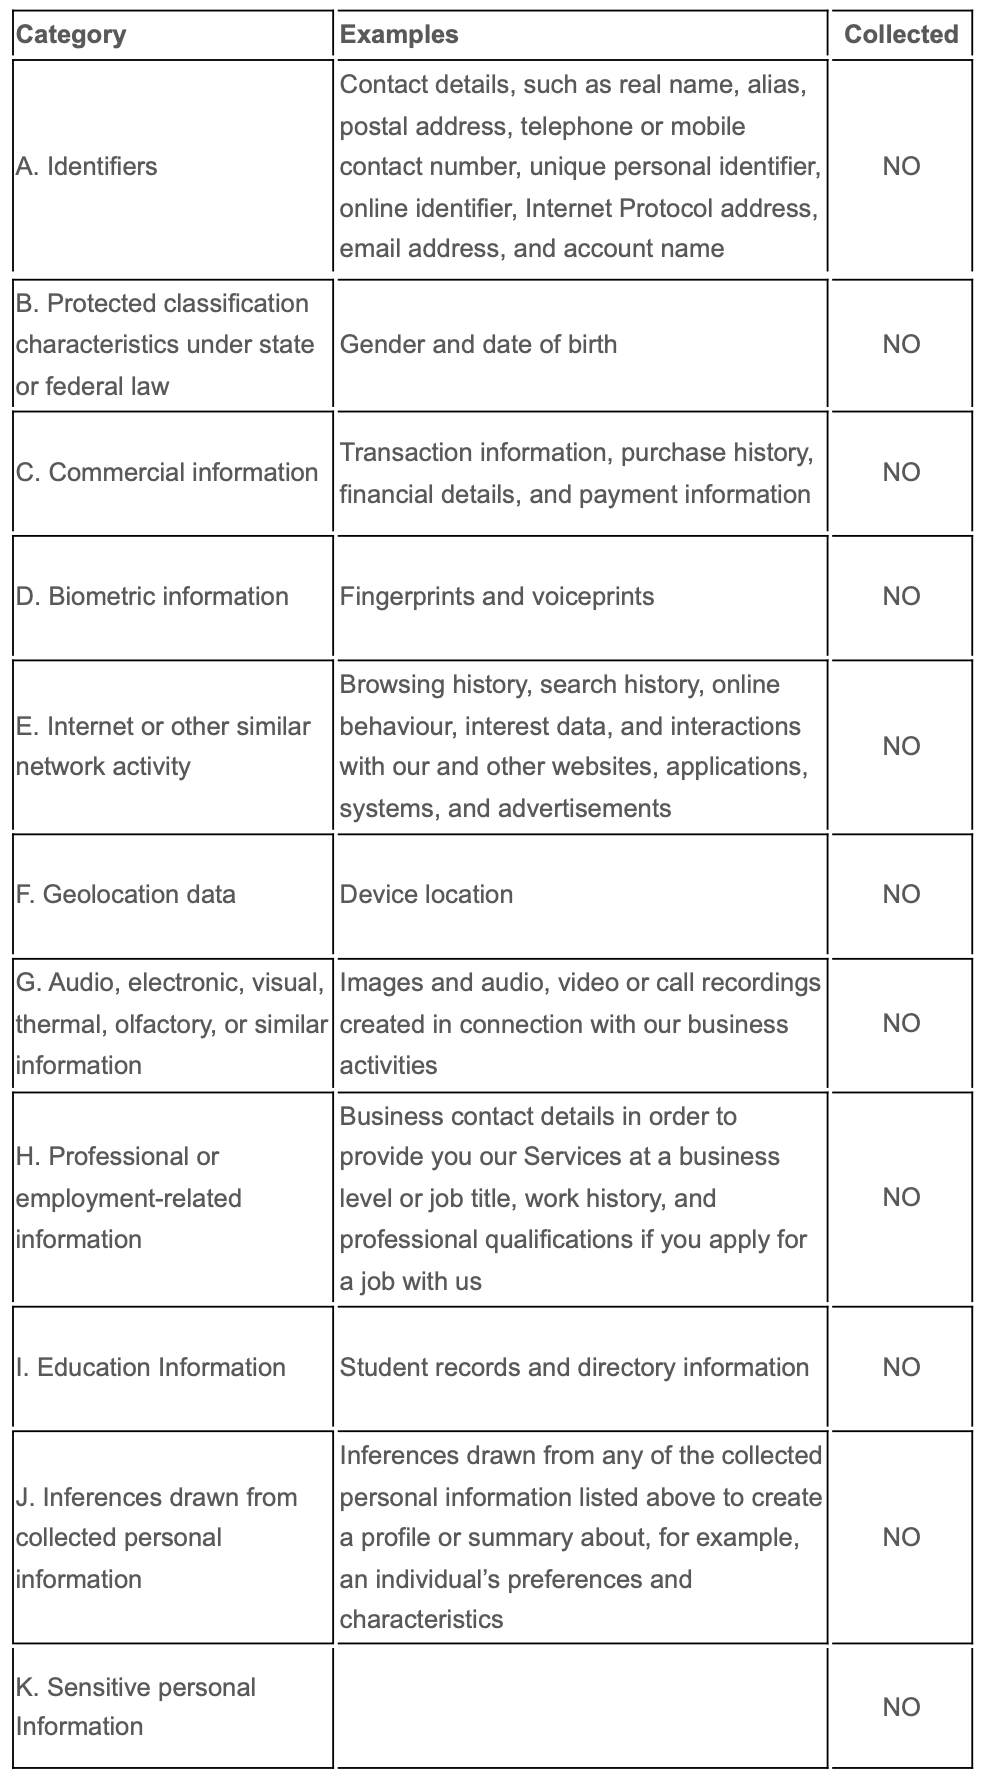 Category Examples Collected
A. Identifiers
Contact details, such as real name, alias,
postal address, telephone or mobile
contact number, unique personal identifier,
online identifier, Internet Protocol address,
email address, and account name
NO
B. Protected classification
characteristics under state
or federal law
Gender and date of birth
NO
C. Commercial information
Transaction information, purchase history,
financial details, and payment information
NO
D. Biometric information
Fingerprints and voiceprints
NO
E. Internet or other similar
network activity
Browsing history, search history, online
behaviour, interest data, and interactions
with our and other websites, applications,
systems, and advertisements
NO
F. Geolocation data
Device location
NO
G. Audio, electronic, visual,
thermal, olfactory, or similar
information
Images and audio, video or call recordings
created in connection with our business
activities
NO
H. Professional or
employment-related
information
Business contact details in order to
provide you our Services at a business
level or job title, work history, and
professional qualifications if you apply for
a job with us
NO
I. Education Information
Student records and directory information
NO
J. Inferences drawn from
collected personal
information
Inferences drawn from any of the collected
personal information listed above to create
a profile or summary about, for example,
an individual’s preferences and
characteristics
NO
K. Sensitive personal
Information
NO